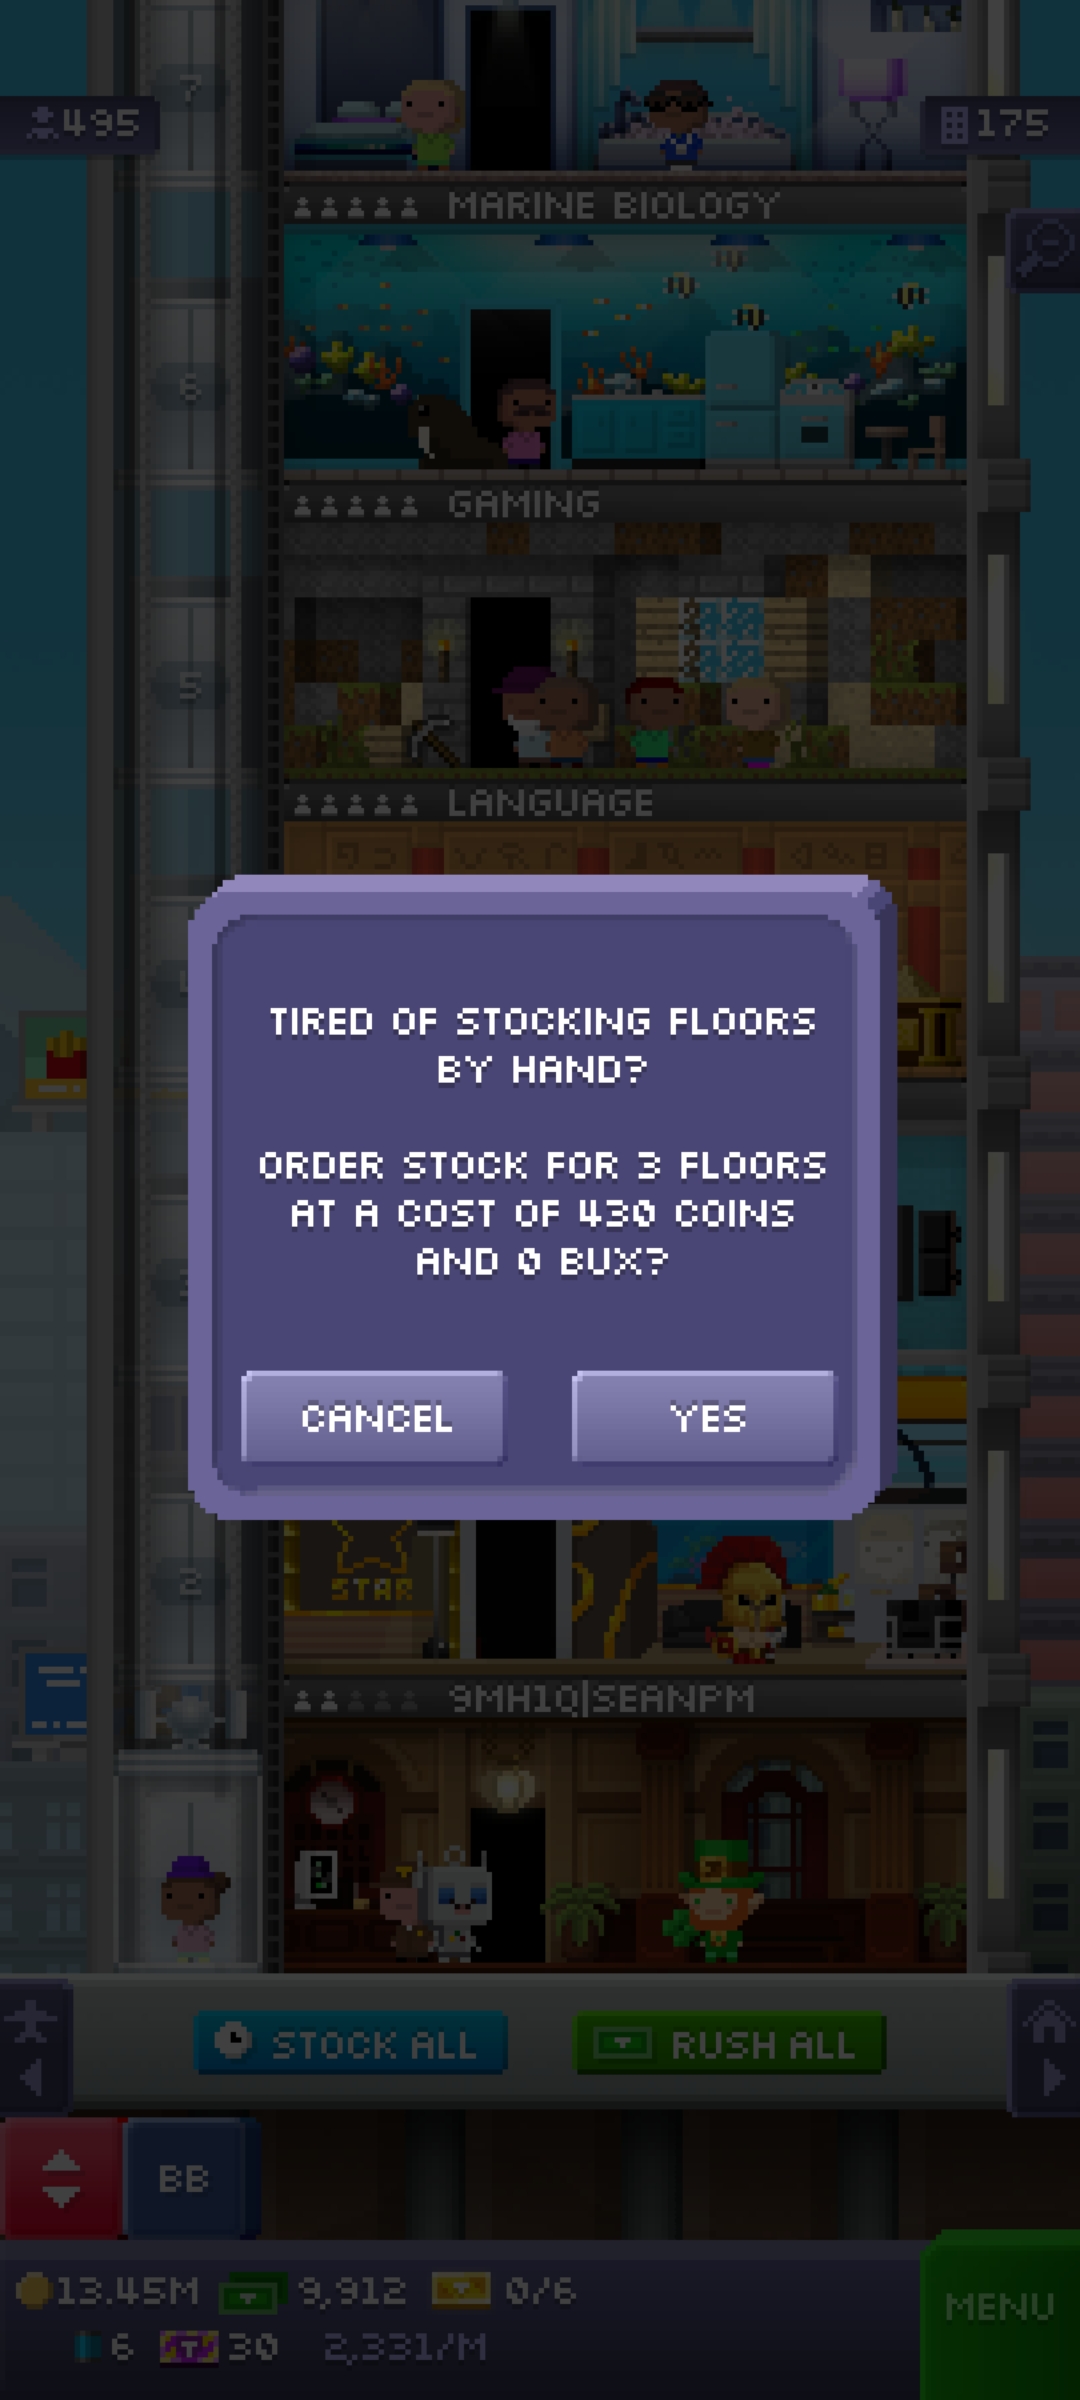 7
495
175
MARINE BIOLOGY
6
GAMING
5
LANGUAGE
TIRED OF STOCKING FLOORS
BY HAND?
ORDER STOCK FOR 3 FLOORS
AT A COST OF 430 COINS
AND 0 BUX?
CANCEL
YES
2
STAR
9MH1Q|SEANPM
STOCK ALL
RUSH ALL
BB
13.45M
9,912
0/6
MENU
6
30
2,331/M